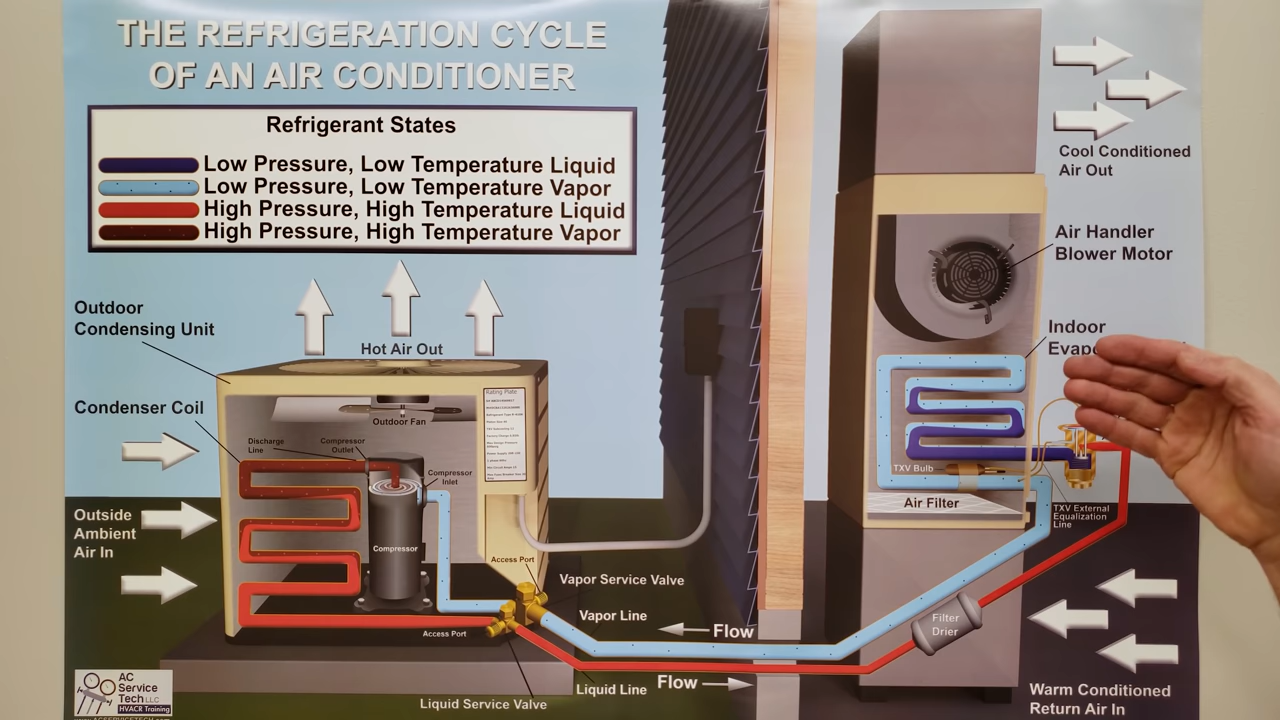 THE REFRIGERATION CYCLE
OF AN AIR CONDITIONER
Refrigerant States
Low Pressure, Low Temperature Liquid
Low Pressure, Low Temperature Vapor
High Pressure, High Temperature Liquid
High Pressure, High Temperature Vapor
Cool Conditioned
Air Out
Air Handler
Blower Motor
Outdoor
Condensing Unit
Hot Air Out
Indoor
Condenser Coil
Rating Plate
Outdoor Fan
Discharge
Line
Compressor
Outlet
Compressor
Inlet
TXV Bulb
Air Filter
TXV External
Equalization
Line
Outside
Ambient
Air In
Compressor
Access Port
Vapor Service Valve
Vapor Line
Flow
Access Port
Filter
Drier
Flow
Liquid Line
Liquid Service Valve
Warm Conditioned
Return Air In
AC
Service
Tech LLC
HVACR Training